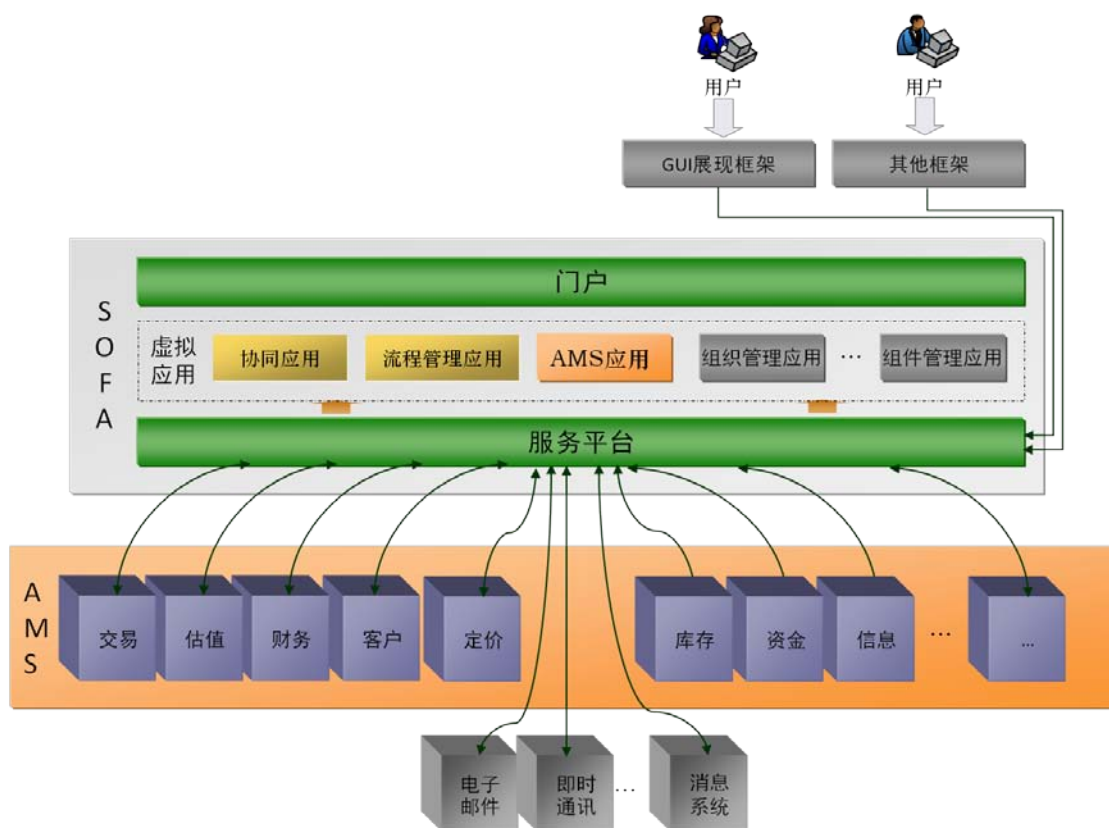 用户
用户
GUI展现框架
其他框架
SOFA
门户
虚拟
应用
协同应用
流程管理应用
AMS应用
组织管理应用
...
组件管理应用
服务平台
AMS
交易
估值
财务
客户
定价
库存
资金
信息
...
...
电子
邮件
即时
通讯
...
消息
系统